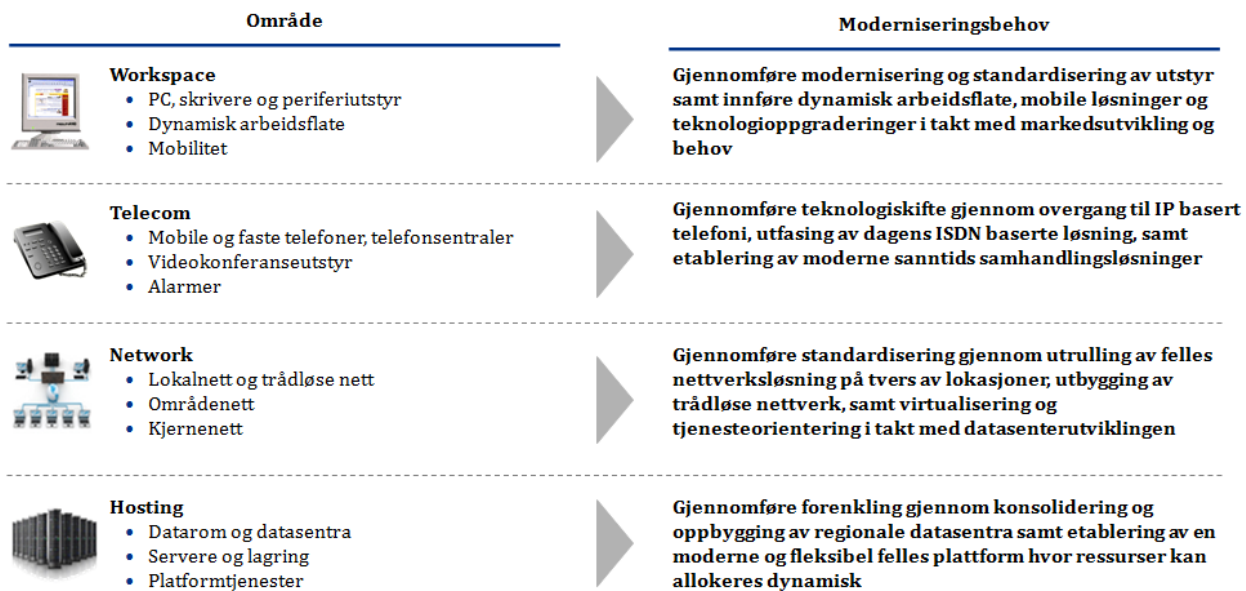 Område
Moderniseringsbehov
Workspace
• PC, skrivere og periferiutstyr
• Dynamisk arbeidsflate
• Mobilitet
Gjennomføre modernisering og standardisering av utstyr
samt innføre dynamisk arbeidsflate, mobile løsninger og
teknologioppgraderinger i takt med markedsutvikling og
behov
Telecom
• Mobile og faste telefoner, telefonsentraler
• Videokonferanseutstyr
• Alarmer
Gjennomføre teknologiskifte gjennom overgang til IP basert
telefoni, utfasing av dagens ISDN baserte løsning, samt
etablering av moderne sanntids samhandlingsløsninger
Network
• Lokalnett og trådløse nett
• Områdenett
• Kjernenett
Gjennomføre standardisering gjennom utrulling av felles
nettverksløsning på tvers av lokasjoner, utbygging av
trådløse nettverk, samt virtualisering og
tjenesteorientering i takt med datasenterutviklingen
Hosting
• Datarom og datasentra
• Servere og lagring
• Platformtjenester
Gjennomføre forenkling gjennom konsolidering og
oppbygging av regionale datasentra samt etablering av en
moderne og fleksibel felles plattform hvor ressurser kan
allokeres dynamisk